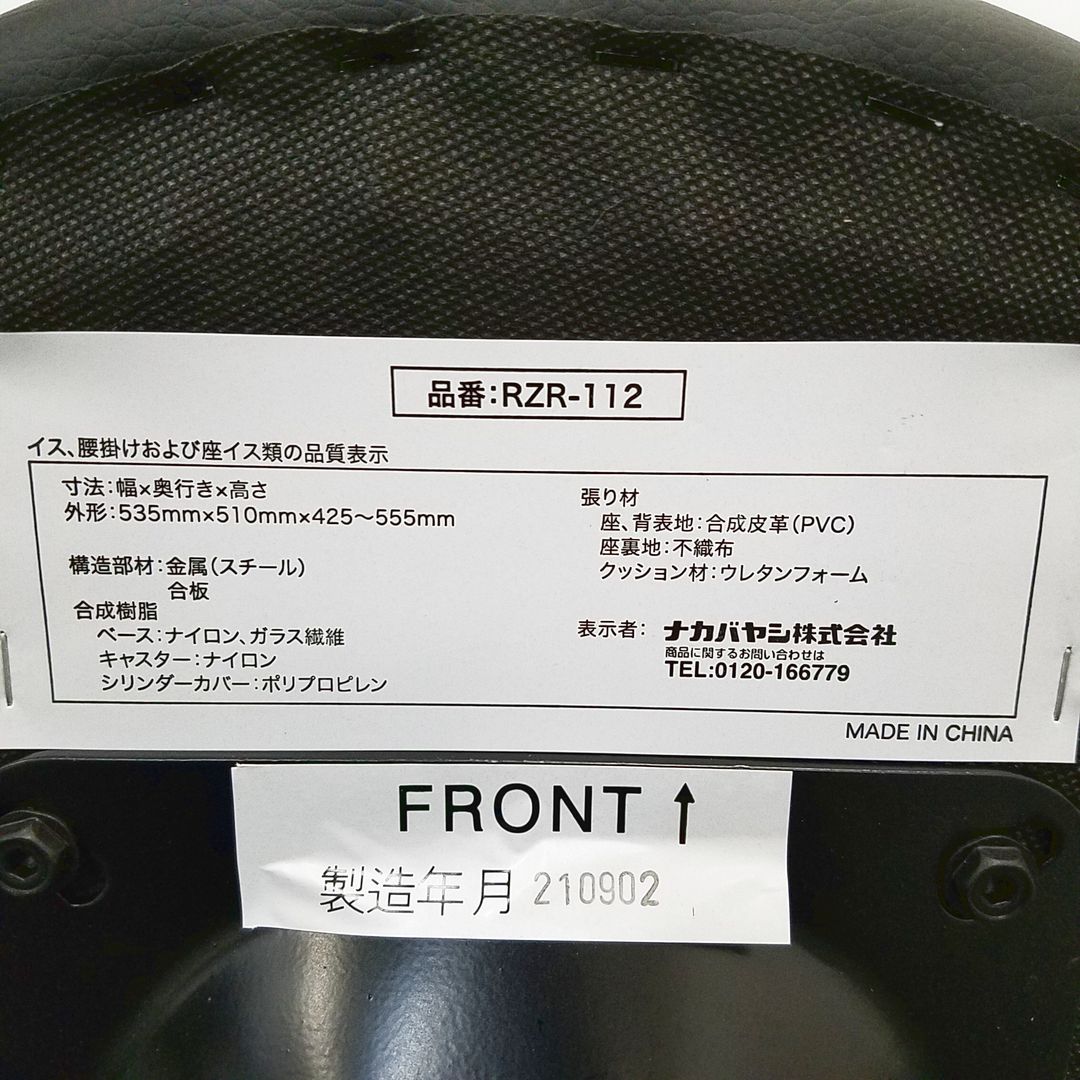 品番:RZR-112
イス、腰掛けおよび座イス類の品質表示
寸法:幅×奥行き×高さ
外形:535mm×510mm×425〜555mm
構造部材:金属(スチール)
合板
合成樹脂
ベース:ナイロン、ガラス繊維
キャスター:ナイロン
シリンダーカバー:ポリプロピレン
張り材
座、背表地:合成皮革(PVC)
座裏地:不織布
クッション材:ウレタンフォーム
表示者: ナカバヤシ株式会社
商品に関するお問い合わせは
TEL:0120-166779
MADE IN CHINA
FRONT↑
製造年月 210902